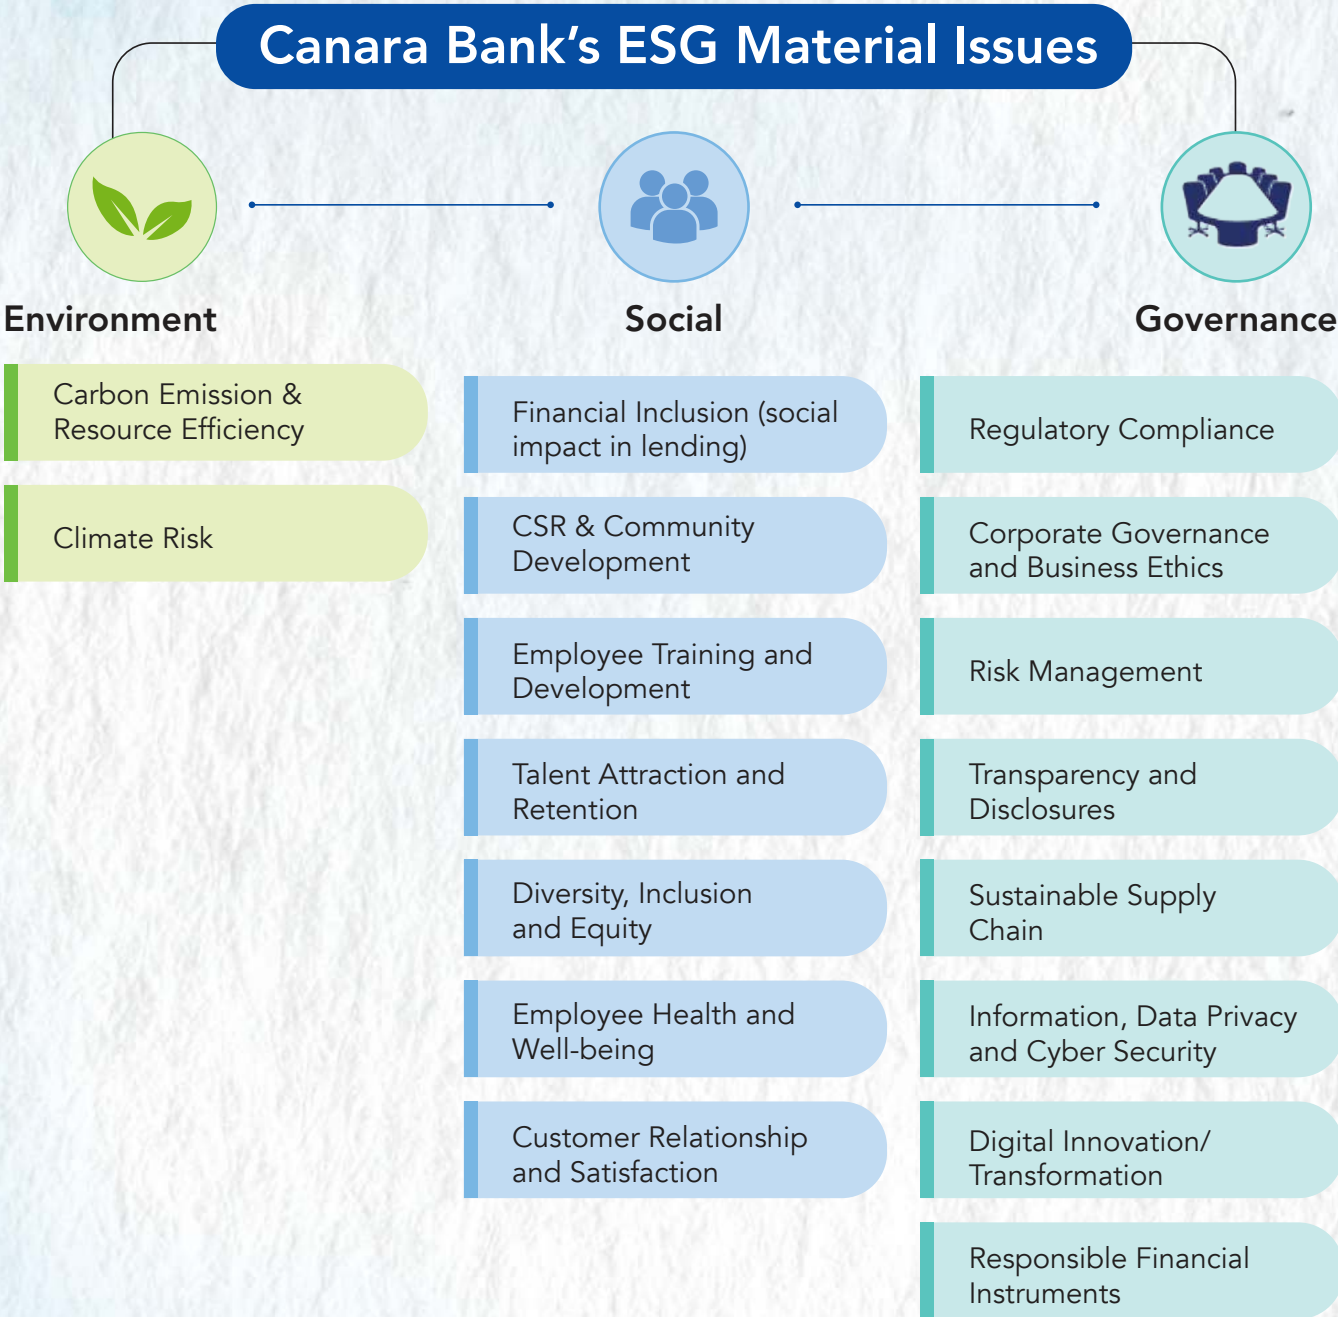 Canara Bank’s ESG Material Issues
Environment
Carbon Emission &
Resource Efficiency
Climate Risk
Social
Financial Inclusion (social
impact in lending)
CSR & Community
Development
Employee Training and
Development
Talent Attraction and
Retention
Diversity, Inclusion
and Equity
Employee Health and
Well-being
Customer Relationship
and Satisfaction
Governance
Regulatory Compliance
Corporate Governance
and Business Ethics
Risk Management
Transparency and
Disclosures
Sustainable Supply
Chain
Information, Data Privacy
and Cyber Security
Digital Innovation/
Transformation
Responsible Financial
Instruments